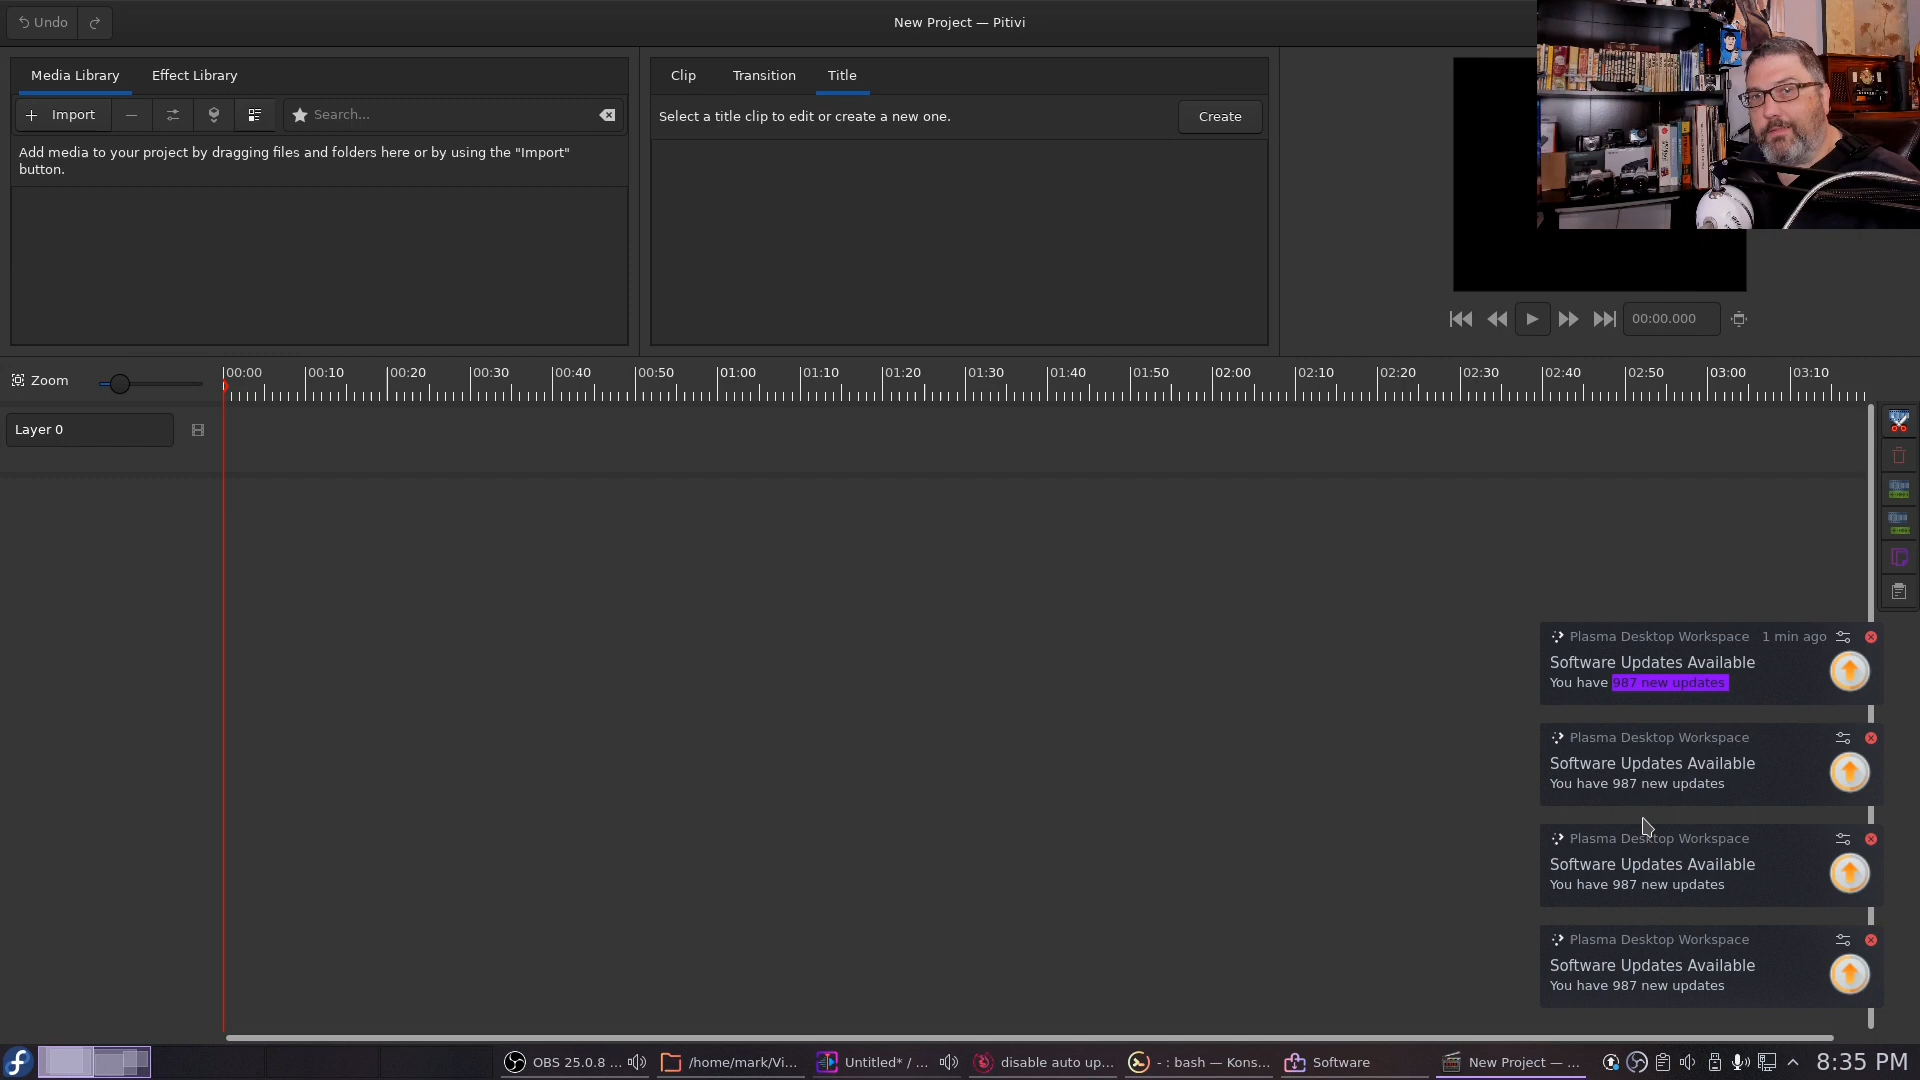 Undo
New Project — Pitivi
Media Library
Effect Library
Clip
Transition
Title
Import
Search...
Select a title clip to edit or create a new one.
Create
Add media to your project by dragging files and folders here or by using the "Import"
button.
00:00.000
Zoom
00:00
00:10
00:20
00:30
00:40
00:50
01:00
01:10
01:20
01:30
01:40
01:50
02:00
02:10
02:20
02:30
02:40
02:50
03:00
03:10
Layer 0
Plasma Desktop Workspace 1 min ago
Software Updates Available
You have 987 new updates
Plasma Desktop Workspace
Software Updates Available
You have 987 new updates
Plasma Desktop Workspace
Software Updates Available
You have 987 new updates
Plasma Desktop Workspace
Software Updates Available
You have 987 new updates
OBS 25.0.8 ...
/home/mark/Vi...
Untitled* / ...
disable auto up...
- : bash — Kons...
Software
New Project — ...
8:35 PM